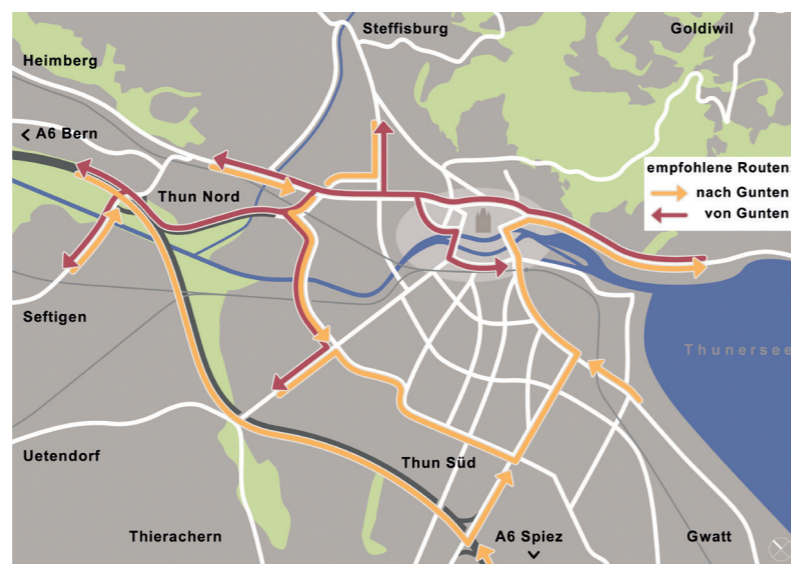 Steffisburg
Goldiwil
Heimberg
A6 Bern
empfohlene Routen:
nach Gunten
von Gunten
Thun Nord
Seftigen
Thunersee
Thun Süd
Uetendorf
Thierachern
A6 Spiez
Gwatt